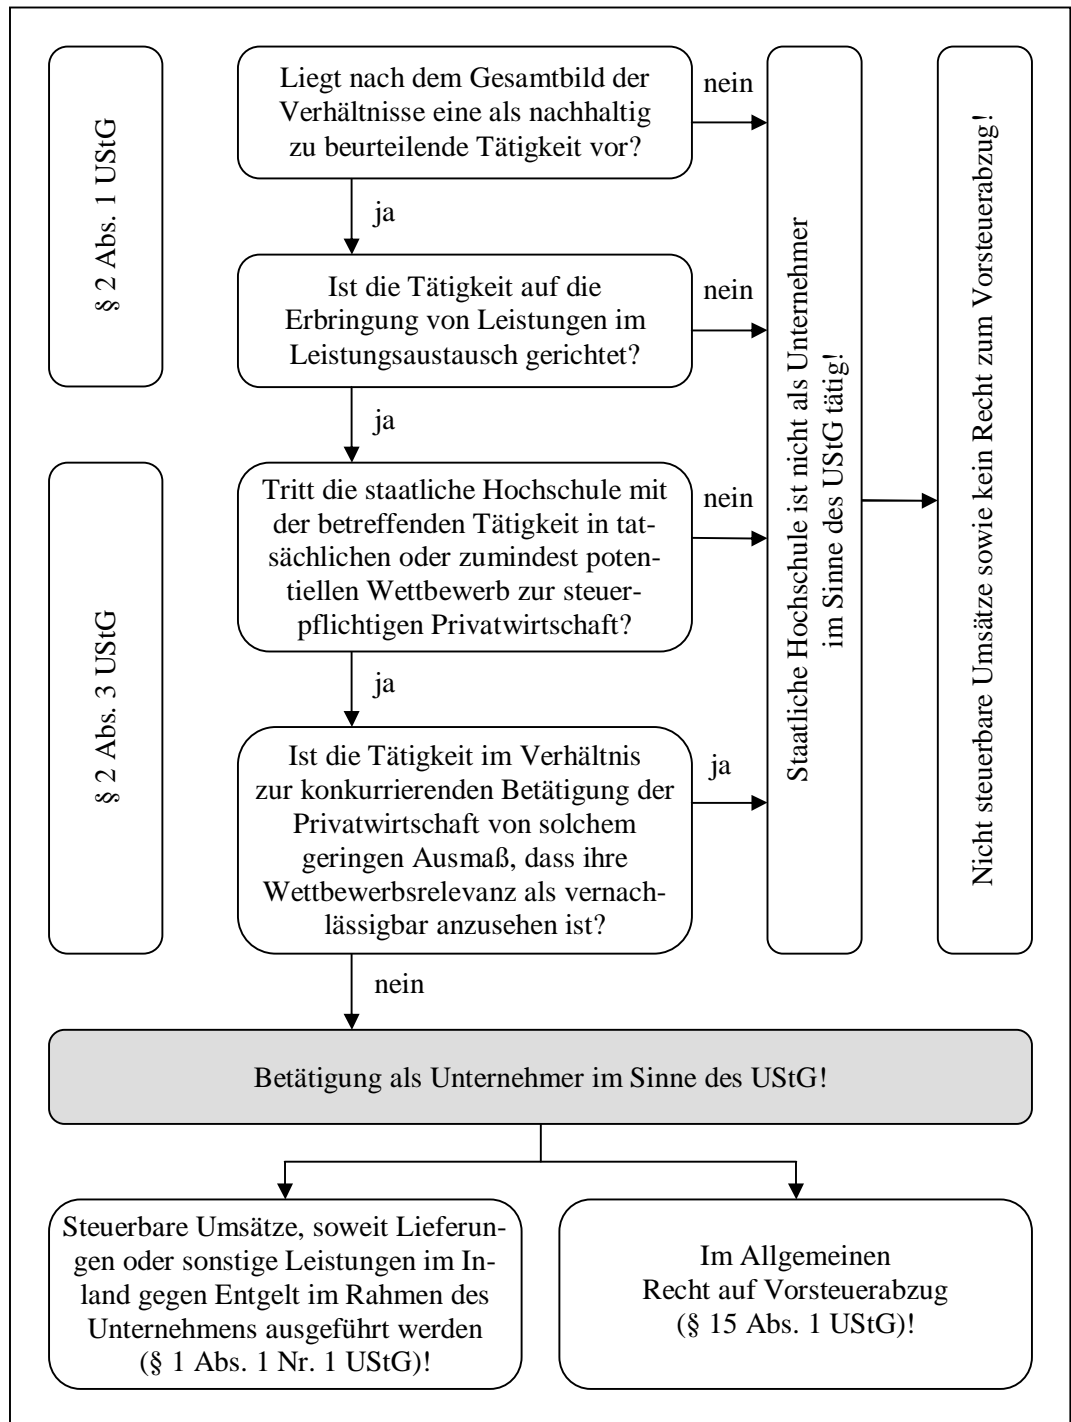 § 2 Abs. 1 UStG
Liegt nach dem Gesamtbild der
Verhältnisse eine als nachhaltig
zu beurteilende Tätigkeit vor?
nein
ja
Ist die Tätigkeit auf die
Erbringung von Leistungen im
Leistungsaustausch gerichtet?
nein
ja
§ 2 Abs. 3 UStG
Tritt die staatliche Hochschule mit
der betreffenden Tätigkeit in tat-
sächlichen oder zumindest poten-
tiellen Wettbewerb zur steuer-
pflichtigen Privatwirtschaft?
nein
ja
Ist die Tätigkeit im Verhältnis
zur konkurrierenden Betätigung der
Privatwirtschaft von solchem
geringen Ausmaß, dass ihre
Wettbewerbsrelevanz als vernach-
lässigbar anzusehen ist?
ja
nein
Staatliche Hochschule ist nicht als Unternehmer
im Sinne des UStG tätig!
Nicht steuerbare Umsätze sowie kein Recht zum Vorsteuerabzug!
Betätigung als Unternehmer im Sinne des UStG!
Steuerbare Umsätze, soweit Lieferun-
gen oder sonstige Leistungen im In-
land gegen Entgelt im Rahmen des
Unternehmens ausgeführt werden
(§ 1 Abs. 1 Nr. 1 UStG)!
Im Allgemeinen
Recht auf Vorsteuerabzug
(§ 15 Abs. 1 UStG)!